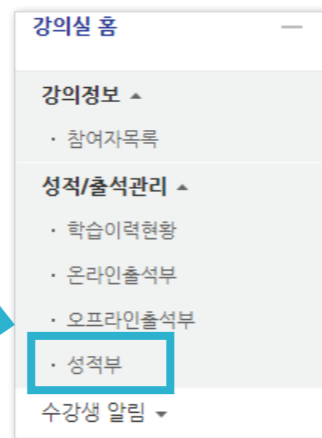 강의실 홈
강의정보
· 참여자목록
성적/출석관리
· 학습이력현황
· 온라인출석부
· 오프라인출석부
· 성적부
수강생 알림